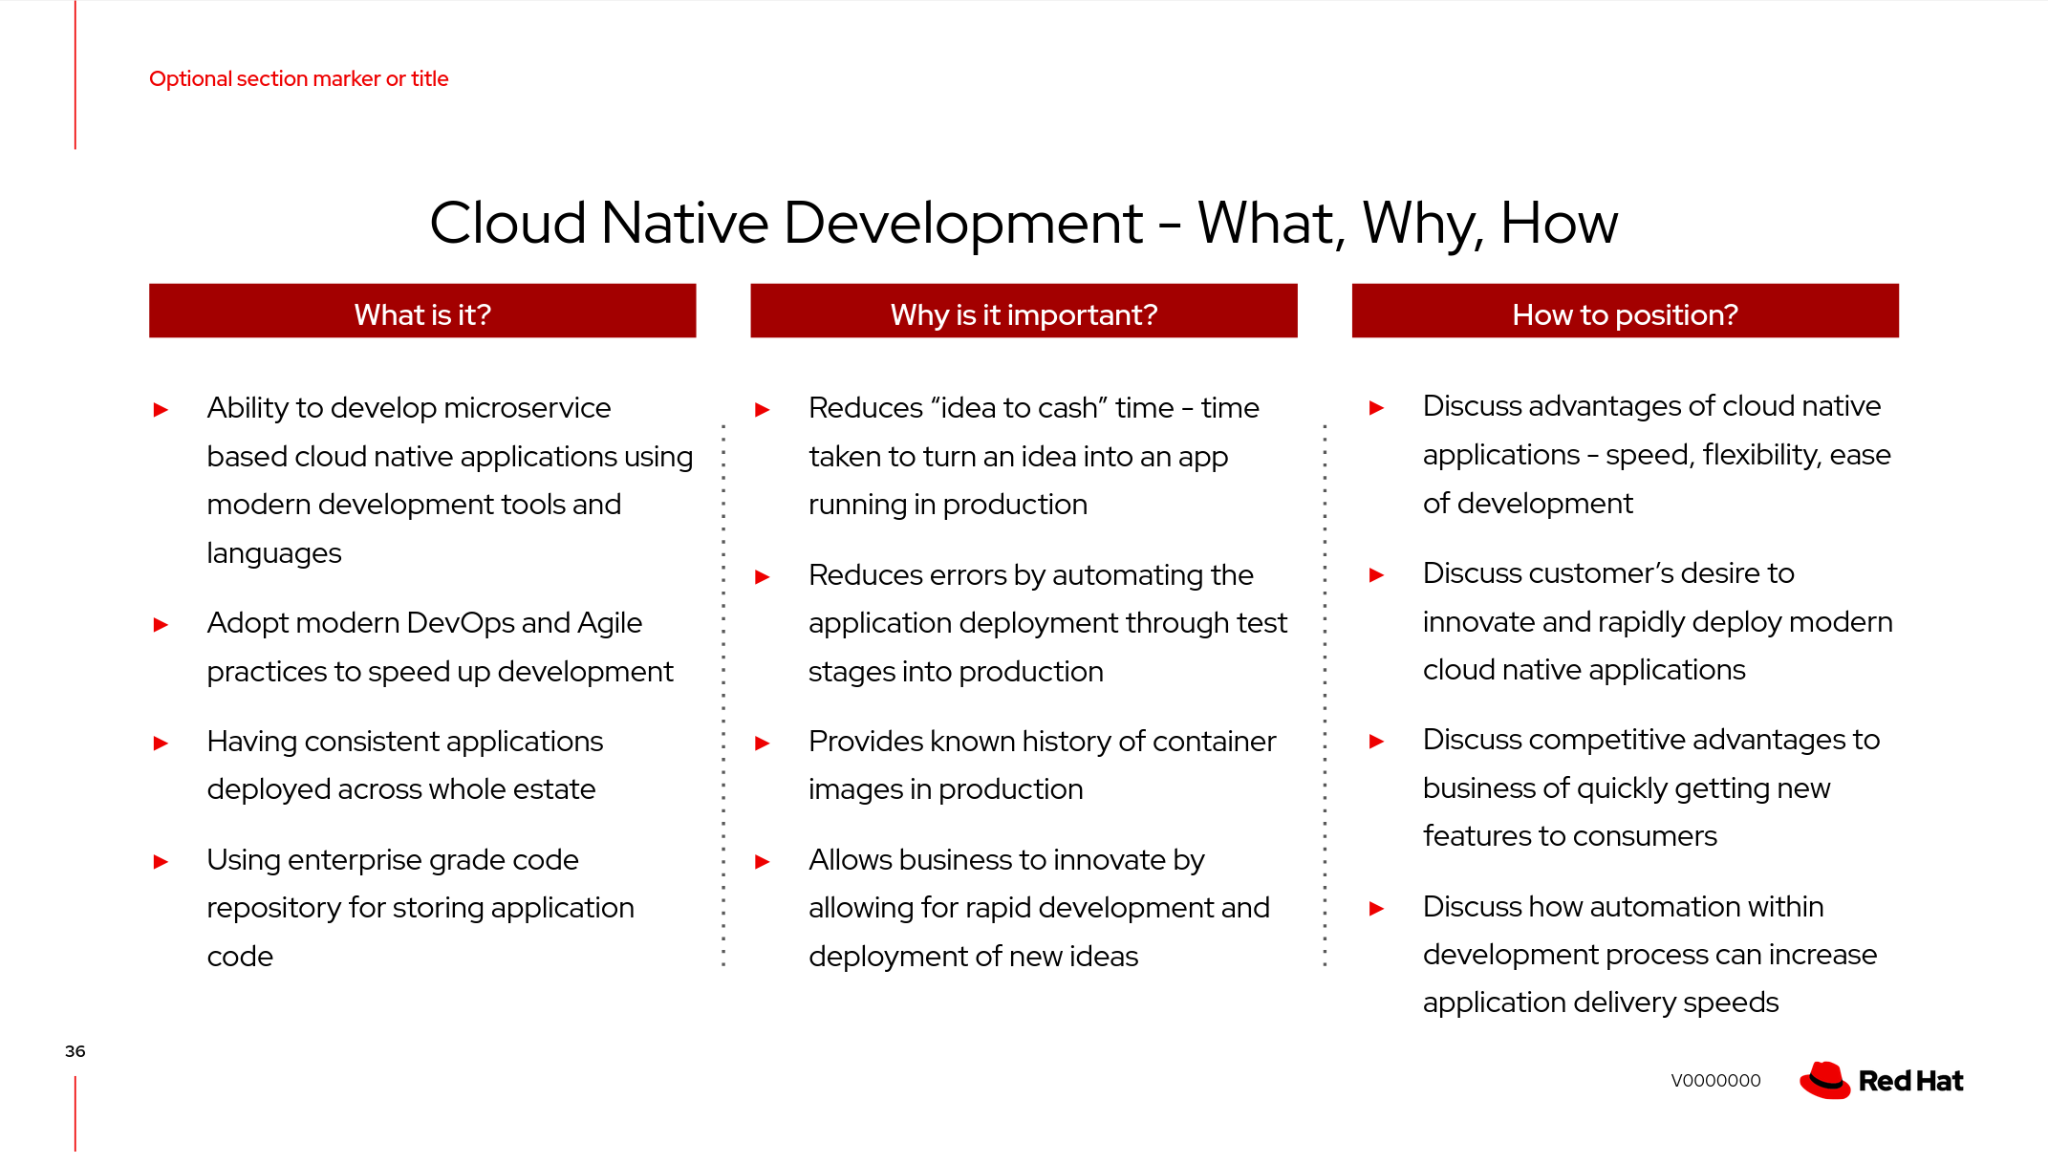 Optional section marker or title
Cloud Native Development - What, Why, How
What is it?
Ability to develop microservice
based cloud native applications using
modern development tools and
languages
Adopt modern DevOps and Agile
practices to speed up development
Having consistent applications
deployed across whole estate
Using enterprise grade code
repository for storing application
code
Why is it important?
Reduces “idea to cash” time - time
taken to turn an idea into an app
running in production
Reduces errors by automating the
application deployment through test
stages into production
Provides known history of container
images in production
Allows business to innovate by
allowing for rapid development and
deployment of new ideas
How to position?
Discuss advantages of cloud native
applications - speed, flexibility, ease
of development
Discuss customer’s desire to
innovate and rapidly deploy modern
cloud native applications
Discuss competitive advantages to
business of quickly getting new
features to consumers
Discuss how automation within
development process can increase
application delivery speeds
36
V0000000
Red Hat